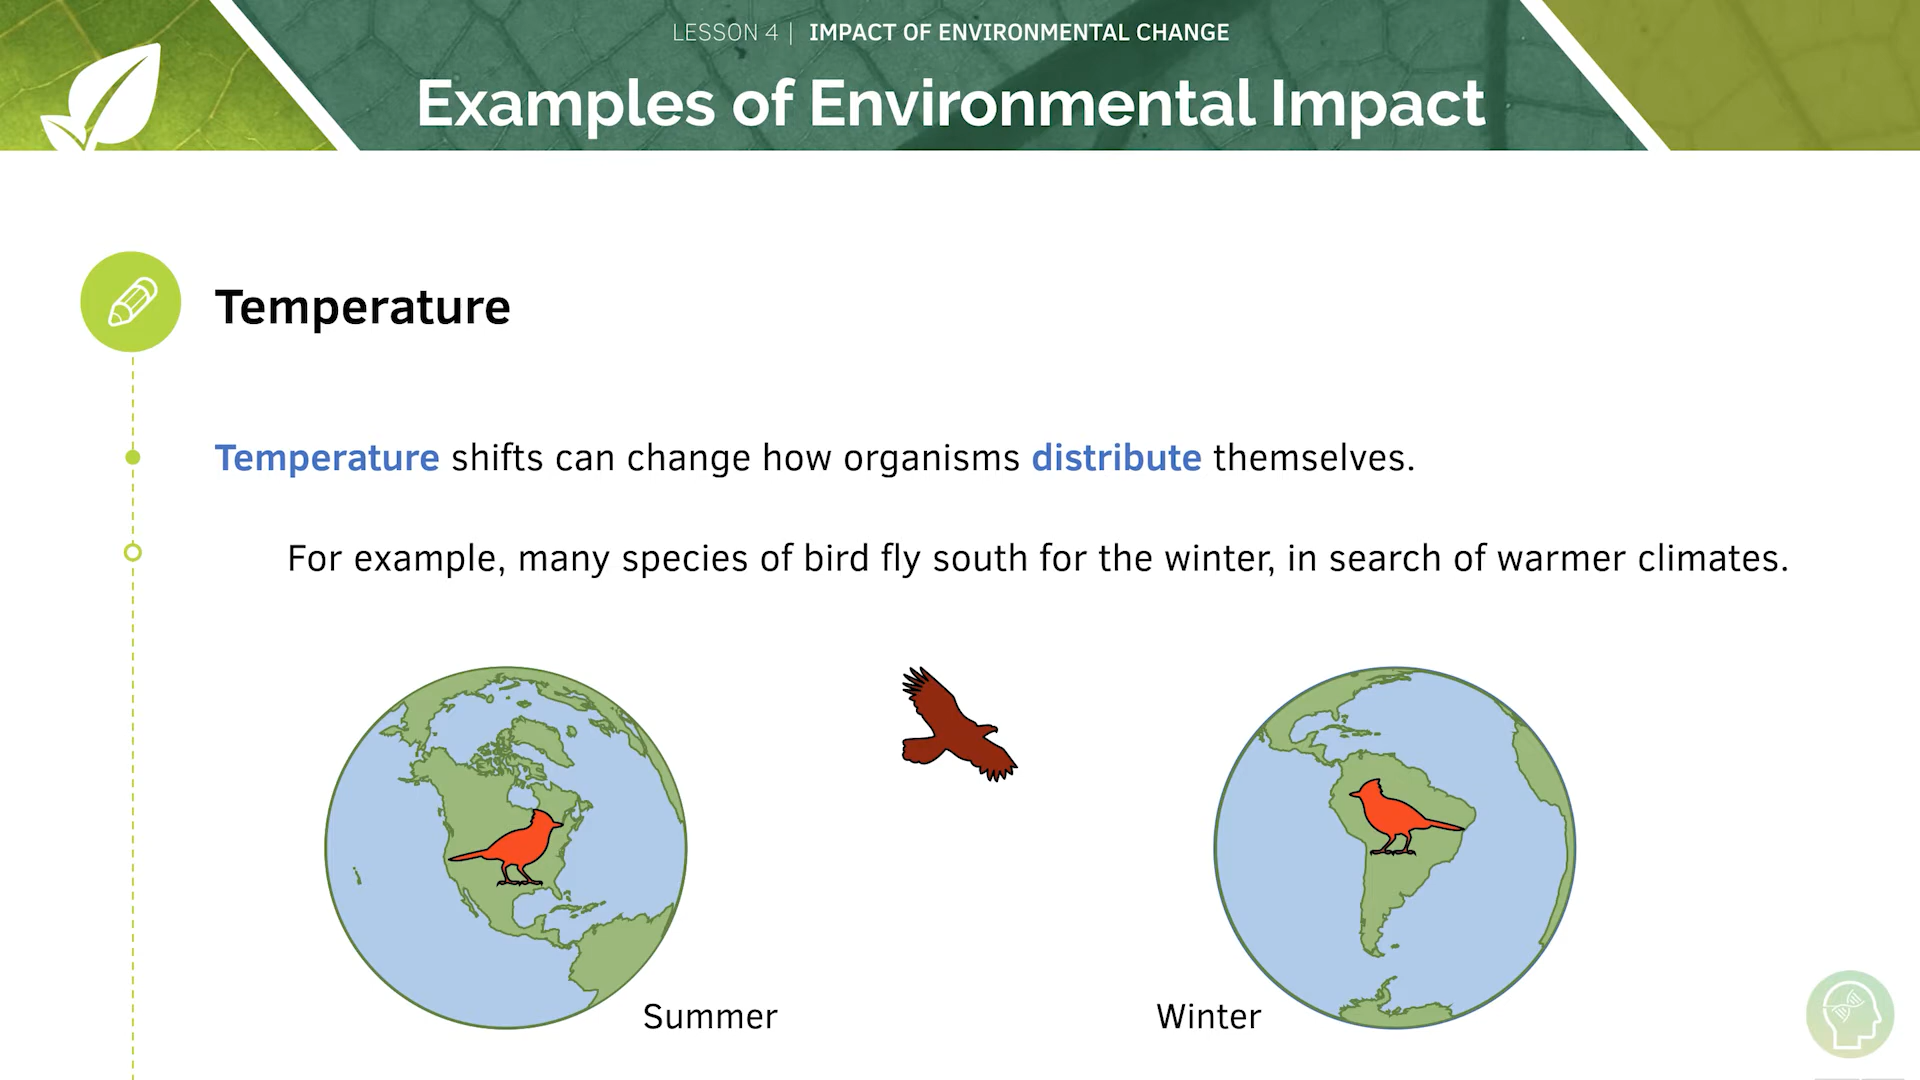 LESSON 4 | IMPACT OF ENVIRONMENTAL CHANGE
Examples of Environmental Impact
Temperature
Temperature shifts can change how organisms distribute themselves.
For example, many species of bird fly south for the winter, in search of warmer climates.
Summer
Winter